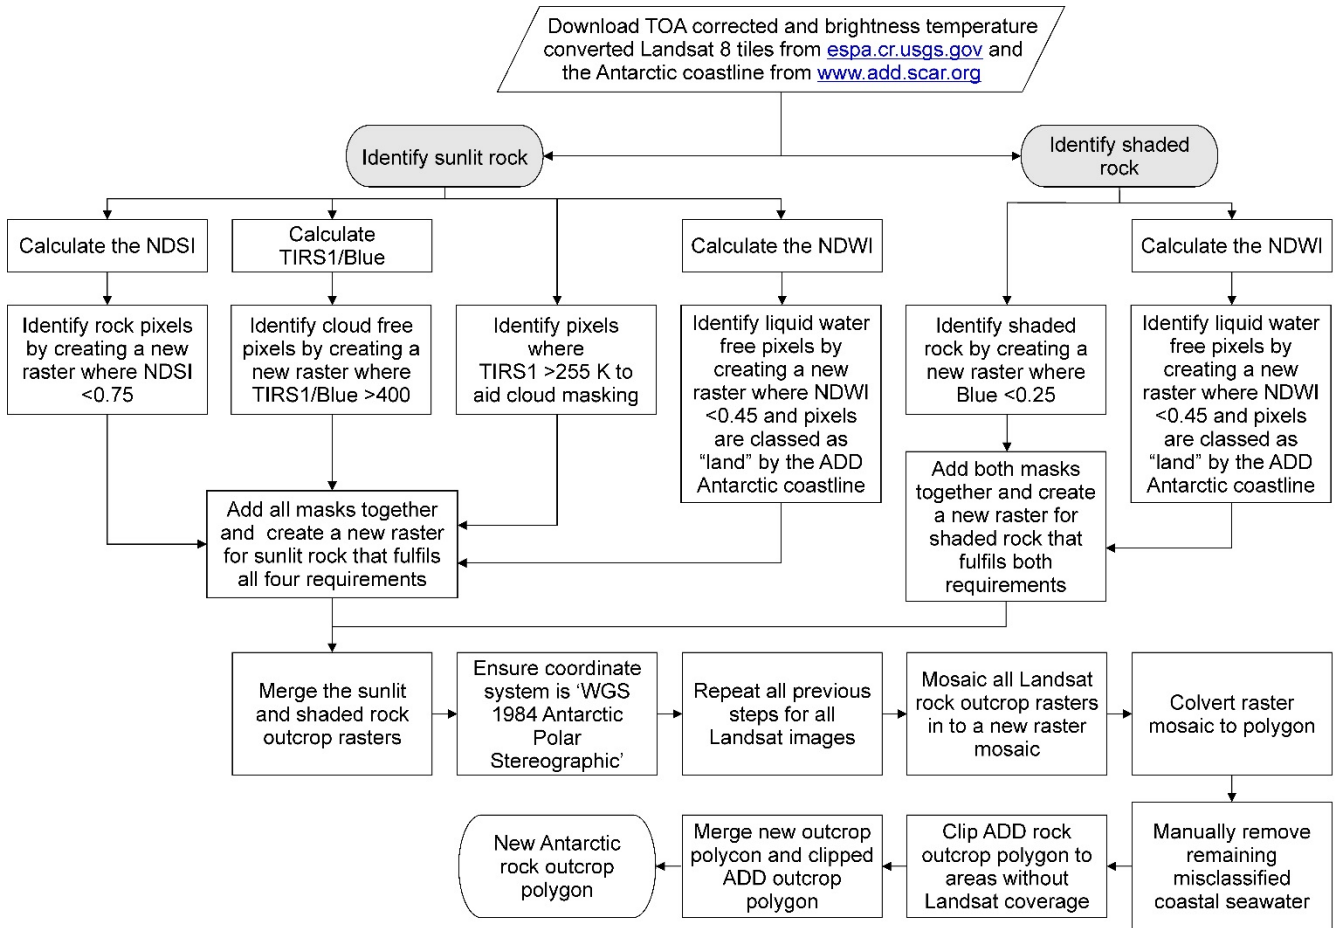 Download TOA corrected and brightness temperature
converted Landsat 8 tiles from espa.cr.usgs.gov and
the Antarctic coastline from www.add.scar.org
Identify sunlit rock
Identify shaded
rock
Calculate the NDSI
Calculate
TIRS1/Blue
Calculate the NDWI
Calculate the NDWI
Identify rock pixels
by creating a new
raster where NDSI
<0.75
Identify cloud free
pixels by creating a
new raster where
TIRS1/Blue >400
Identify pixels
where
TIRS1 >255 K to
aid cloud masking
Identify liquid water
free pixels by
creating a new
raster where NDWI
<0.45 and pixels
are classed as
“land” by the ADD
Antarctic coastline
Identify shaded
rock by creating a
new raster where
Blue <0.25
Identify liquid water
free pixels by
creating a new
raster where NDWI
<0.45 and pixels
are classed as
“land” by the ADD
Antarctic coastline
Add all masks together
and create a new raster
for sunlit rock that fulfils
all four requirements
Add both masks
together and create
a new raster for
shaded rock that
fulfils both
requirements
Merge the sunlit
and shaded rock
outcrop rasters
Ensure coordinate
system is ‘WGS
1984 Antarctic
Polar
Stereographic’
Repeat all previous
steps for all
Landsat images
Mosaic all Landsat
rock outcrop rasters
in to a new raster
mosaic
Colvert raster
mosaic to polygon
New Antarctic
rock outcrop
polygon
Merge new outcrop
polycon and clipped
ADD outcrop
polygon
Clip ADD rock
outcrop polygon to
areas without
Landsat coverage
Manually remove
remaining
misclassified
coastal seawater